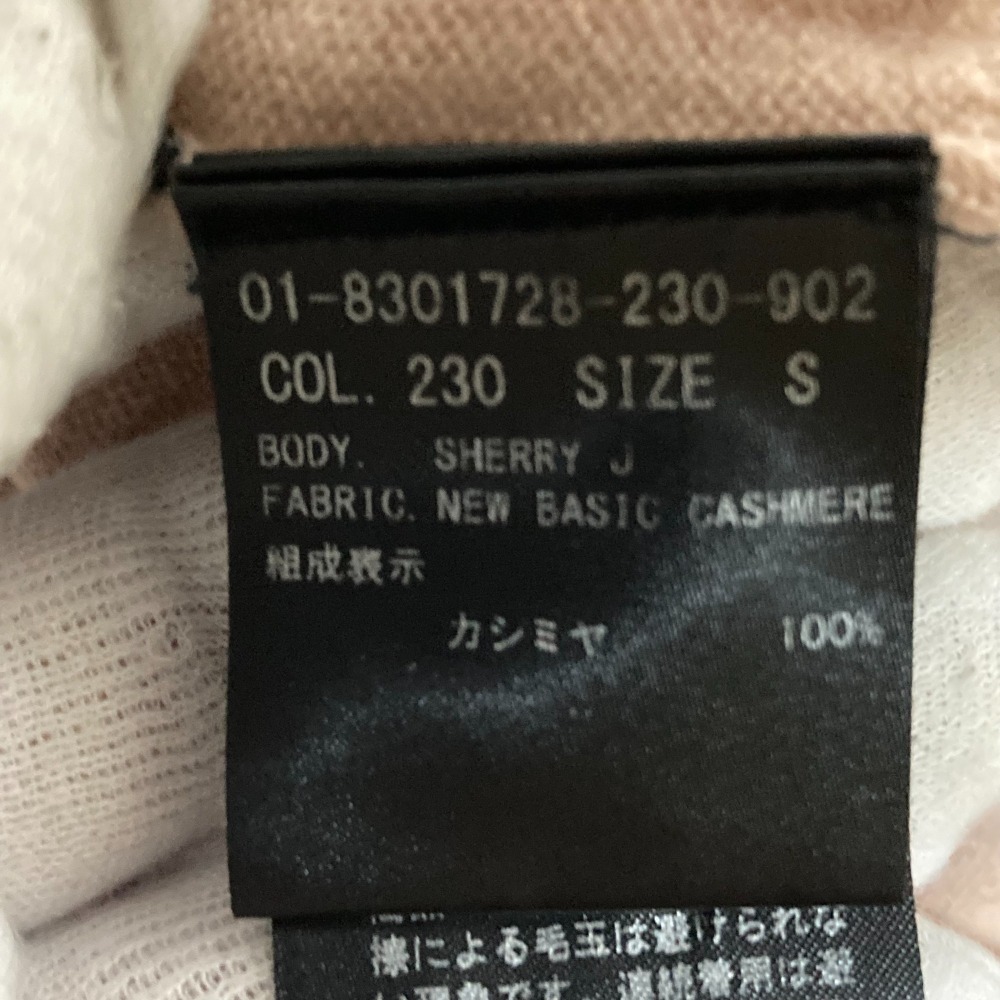 01-8301728-230-902
COL. 230 SIZE S
BODY. SHERRY J
FABRIC. NEW BASIC CASHMERE
組成表示
カシミヤ 100%
擦による毛玉は避けられな
い現象です。連続着用は避